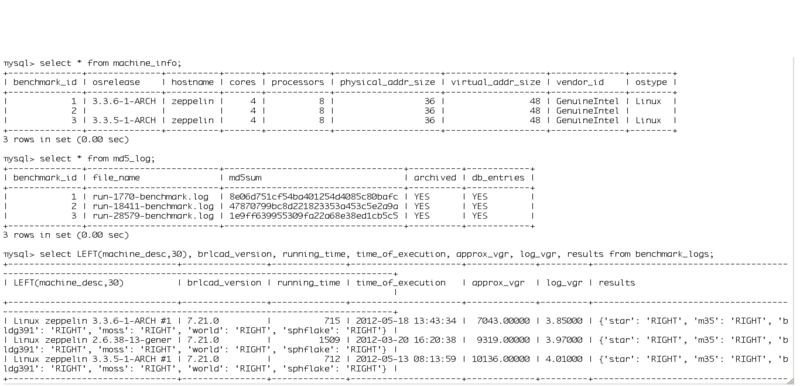 mysql> select * from machine_info;
+--------------+--------------+----------+-------+------------+--------------------+-------------------+--------------+--------+
| benchmark_id | osrelease | hostname | cores | processors | physical_addr_size | virtual_addr_size | vendor_id | ostype |
| 1 | 3.3.6-1-ARCH | zeppelin | 4 | 8 | 36 | 48 | GenuineIntel | Linux |
| 2 | | | 4 | 8 | 36 | 48 | GenuineIntel | |
| 3 | 3.3.5-1-ARCH | zeppelin | 4 | 8 | 36 | 48 | GenuineIntel | Linux |
3 rows in set (0.00 sec)
mysql> select * from md5_log;
| benchmark_id | file_name | md5sum | archived | db_entries |
| 1 | run-1770-benchmark.log | 8e06d751cf54ba401254d4085c80bafc | YES | YES |
| 2 | run-18411-benchmark.log | 47870799bc8d221823353a453c5e2a9a | YES | YES |
| 3 | run-28579-benchmark.log | 1e9ff639955309fa22a68e38ed1cb5c5 | YES | YES |
3 rows in set (0.00 sec)
mysql> select LEFT(machine_desc,30), brlcad_version, running_time, time_of_execution, approx_vgr, log_vgr, results from benchmark_logs;
| LEFT(machine_desc,30) | brlcad_version | running_time | time_of_execution | approx_vgr | log_vgr | results
|
| Linux zeppelin 3.3.6-1-ARCH #1 | 7.21.0 | 715 | 2012-05-18 13:43:34 | 7043.00000 | 3.85000 | {'star': 'RIGHT', 'm35': 'RIGHT', 'b
ldg391': 'RIGHT', 'moss': 'RIGHT', 'world': 'RIGHT', 'sphflake': 'RIGHT'} |
| Linux zeppelin 2.6.38-13-gener | 7.21.0 | 1509 | 2012-03-20 16:20:38 | 9319.00000 | 3.97000 | {'star': 'RIGHT', 'm35': 'RIGHT', 'b
ldg391': 'RIGHT', 'moss': 'RIGHT', 'world': 'RIGHT', 'sphflake': 'RIGHT'} |
| Linux zeppelin 3.3.5-1-ARCH #1 | 7.21.0 | 712 | 2012-05-13 08:13:59 | 10136.00000 | 4.01000 | {'star': 'RIGHT', 'm35': 'RIGHT', 'b
ldg391': 'RIGHT', 'moss': 'RIGHT', 'world': 'RIGHT', 'sphflake': 'RIGHT'} |